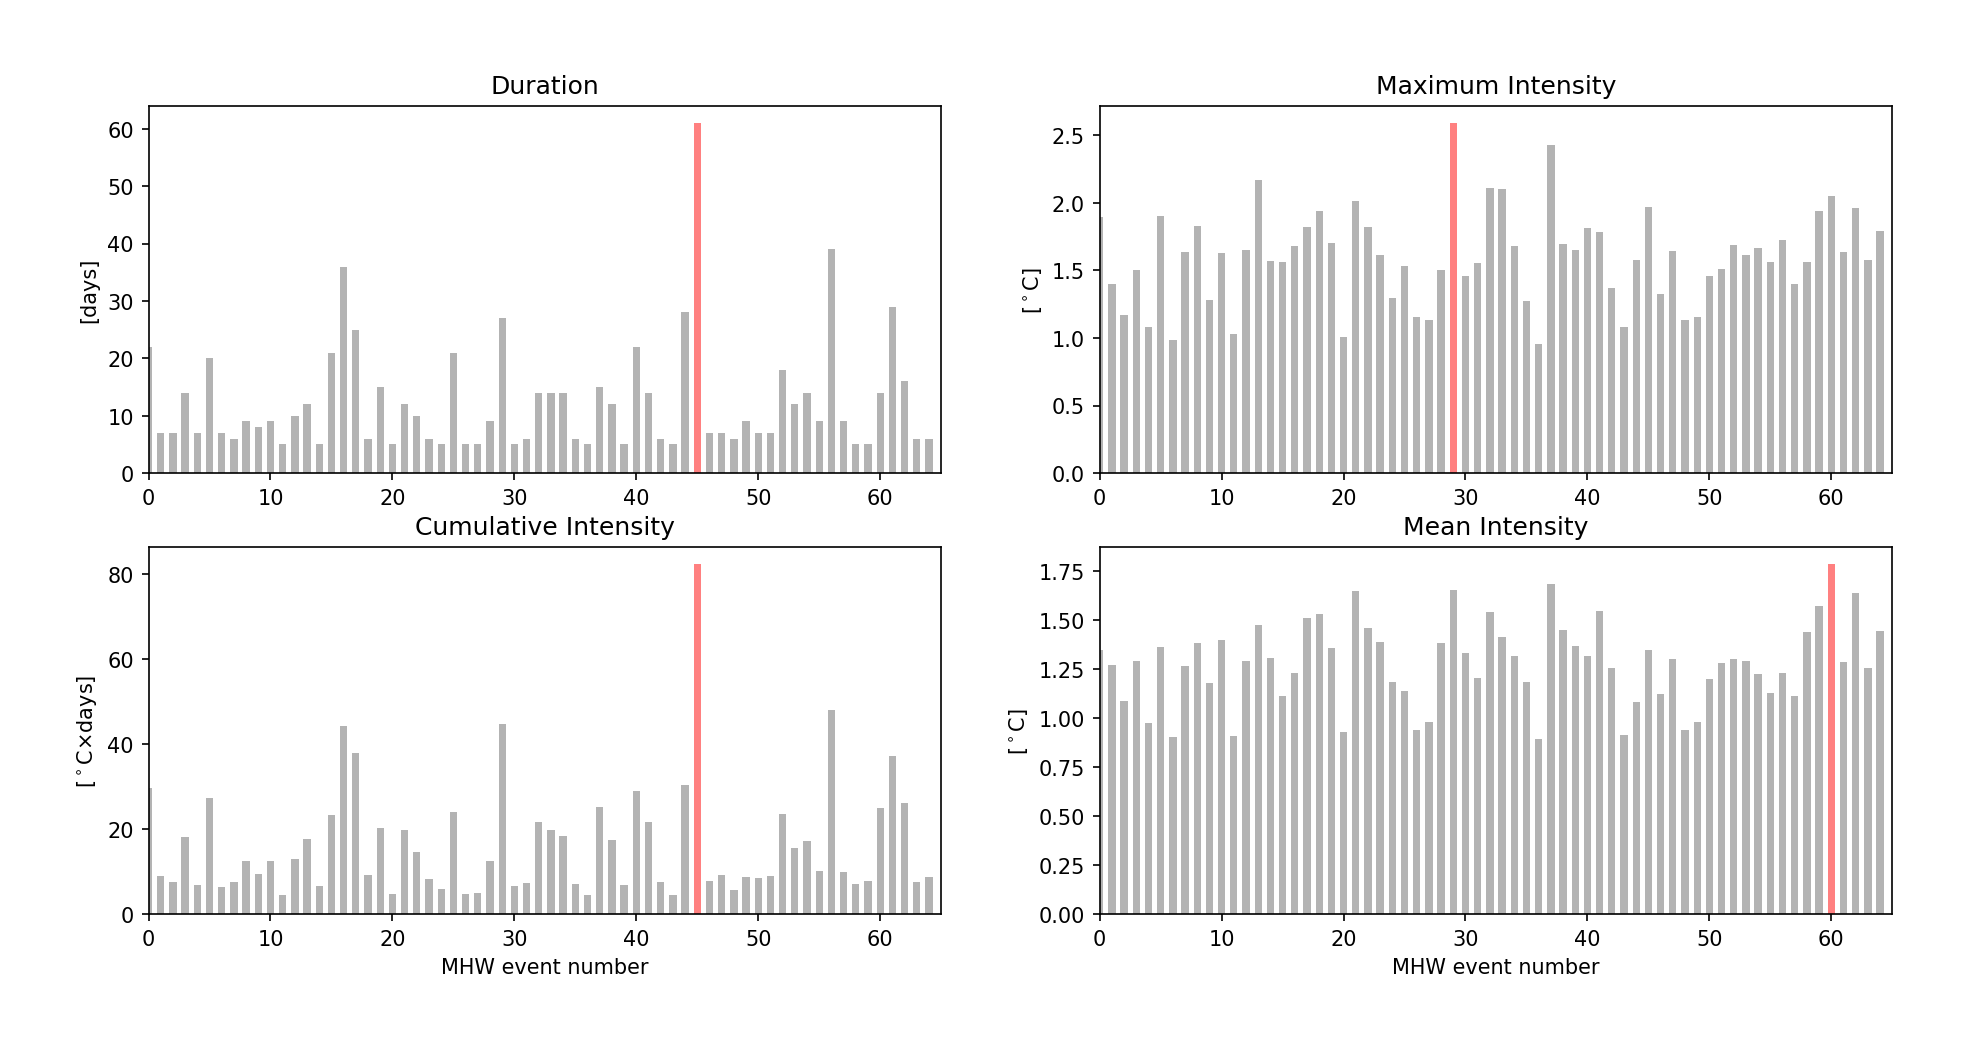 Duration
60
50
40
30
20
10
0
[days]
0 10 20 30 40 50 60
Maximum Intensity
2.5
2.0
1.5
1.0
0.5
0.0
[°C]
0 10 20 30 40 50 60
Cumulative Intensity
80
60
40
20
0
[°C×days]
0 10 20 30 40 50 60
MHW event number
Mean Intensity
1.75
1.50
1.25
1.00
0.75
0.50
0.25
0.00
[°C]
0 10 20 30 40 50 60
MHW event number